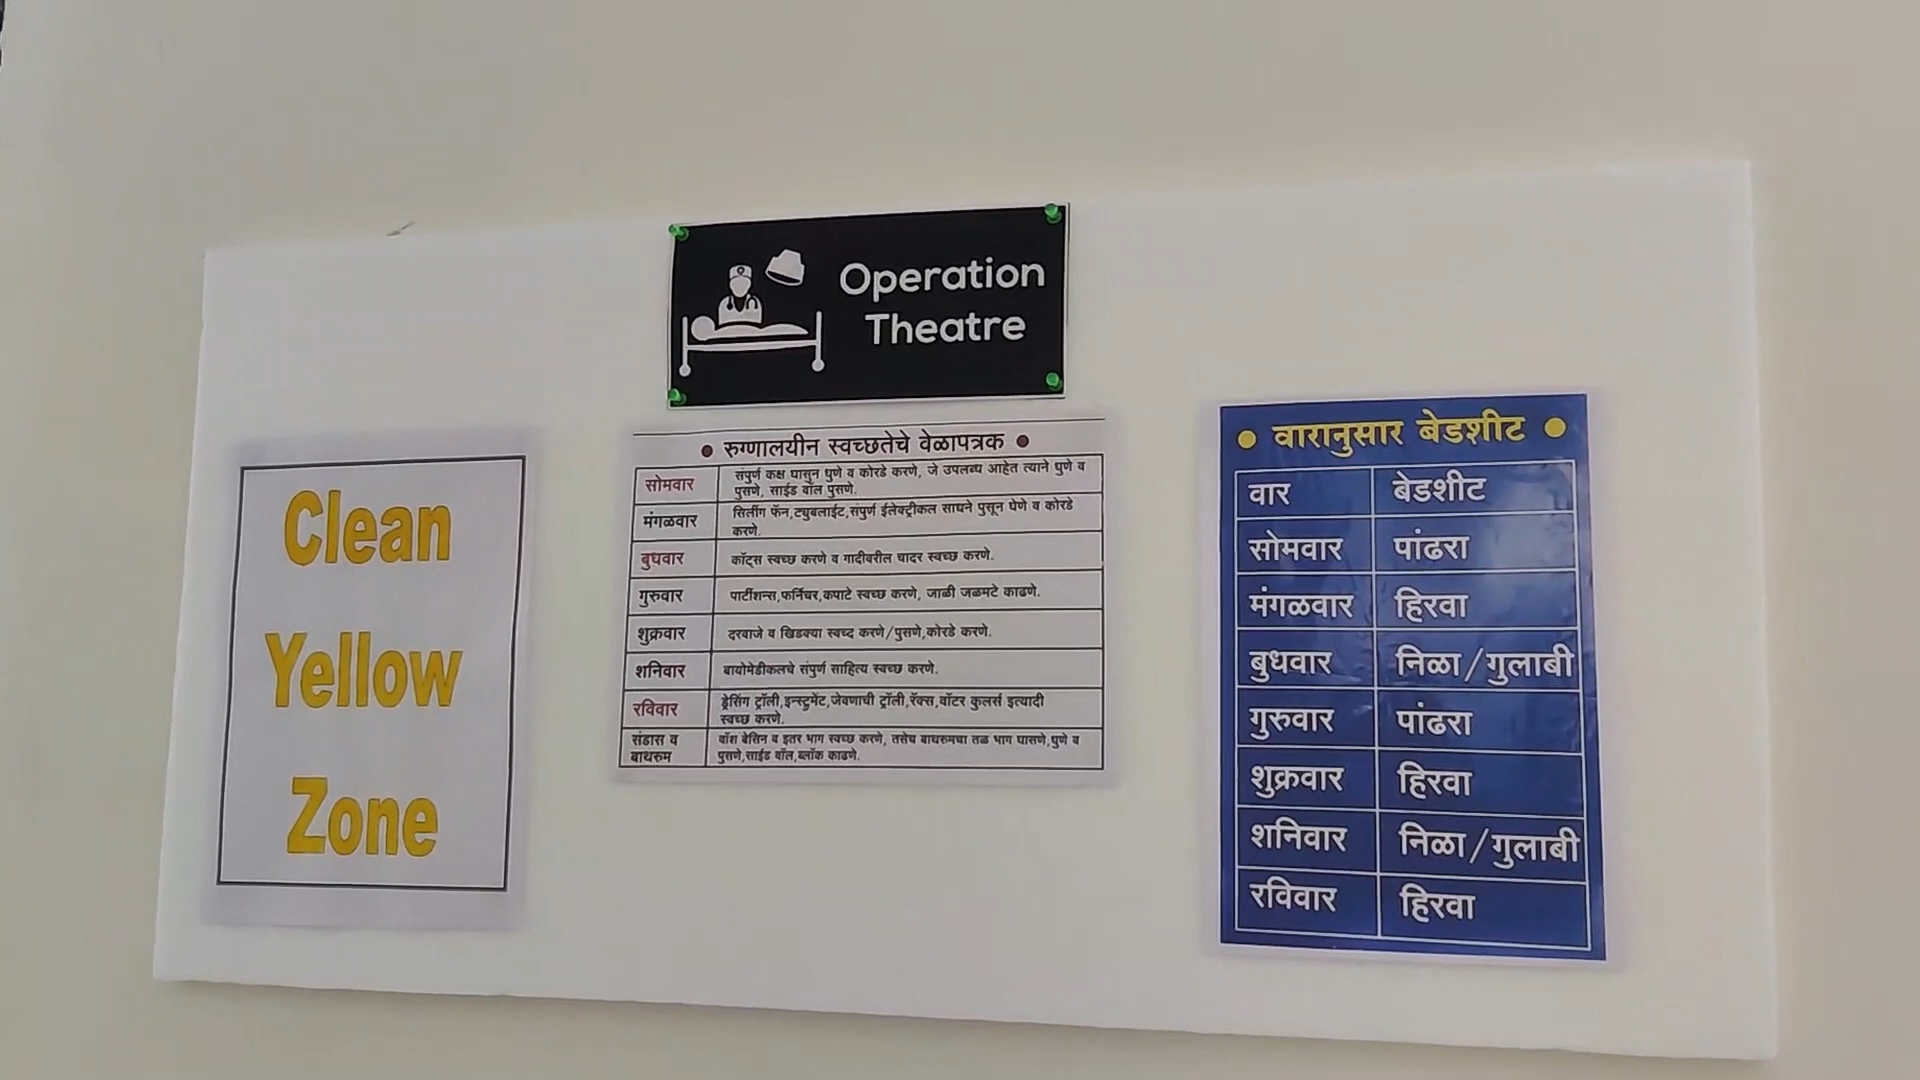 Operation
Theatre
Clean
Yellow
Zone
• रुग्णालयीन स्वच्छतेचे वेळापत्रक •
सोमवार संपुर्ण कक्ष घासुन धुणे व कोरडे करणे, जे उपलब्ध आहेत त्याने धुणे व
पुसणे, साईड वॉल पुसणे.
मंगळवार सिलींग फॅन,ट्युबलाईट,संपुर्ण ईलेक्ट्रीकल साधने पुसून घेणे व कोरडे
करणे.
बुधवार कॉट्स स्वच्छ करणे व गादीवरील चादर स्वच्छ करणे.
गुरुवार पार्टीशन्स,फर्निचर,कपाटे स्वच्छ करणे, जाळी जळमटे काढणे.
शुक्रवार दरवाजे व खिडक्या स्वच्द करणे/पुसणे,कोरडे करणे.
शनिवार बायोमेडीकलचे संपुर्ण साहित्य स्वच्छ करणे.
रविवार ड्रेसिंग ट्रॉली,इन्स्टुमेंट,जेवणाची ट्रॉली,रॅक्स,वॉटर कुलर्स इत्यादी
स्वच्छ करणे.
संडास व वॉश बेसिन व इतर भाग स्वच्छ करणे, तसेच बाथरुमचा तळ भाग घासणे,धुणे व
बाथरुम पुसणे,साईड वॉल,ब्लॉक काढणे.
• वारानुसार बेडशीट •
वार बेडशीट
सोमवार पांढरा
मंगळवार हिरवा
बुधवार निळा/गुलाबी
गुरुवार पांढरा
शुक्रवार हिरवा
शनिवार निळा/गुलाबी
रविवार हिरवा